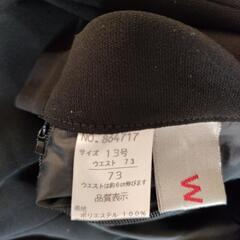 NO. 884717
サイズ 13号
ウエスト 73
73
ウエストは約6cm伸びます
品質表示
表地
ポリエステル 100%
W